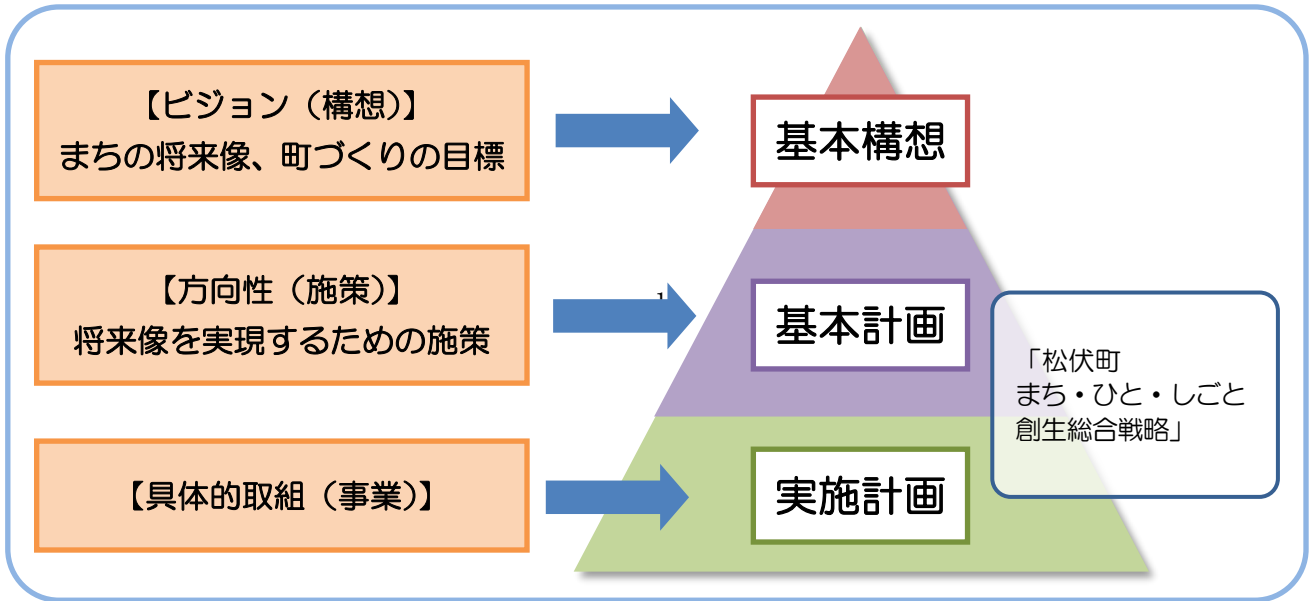 【ビジョン（構想）】
まちの将来像、町づくりの目標
基本構想
【方向性（施策）】
将来像を実現するための施策
基本計画
「松伏町
まち・ひと・しごと
創生総合戦略」
【具体的取組（事業）】
実施計画